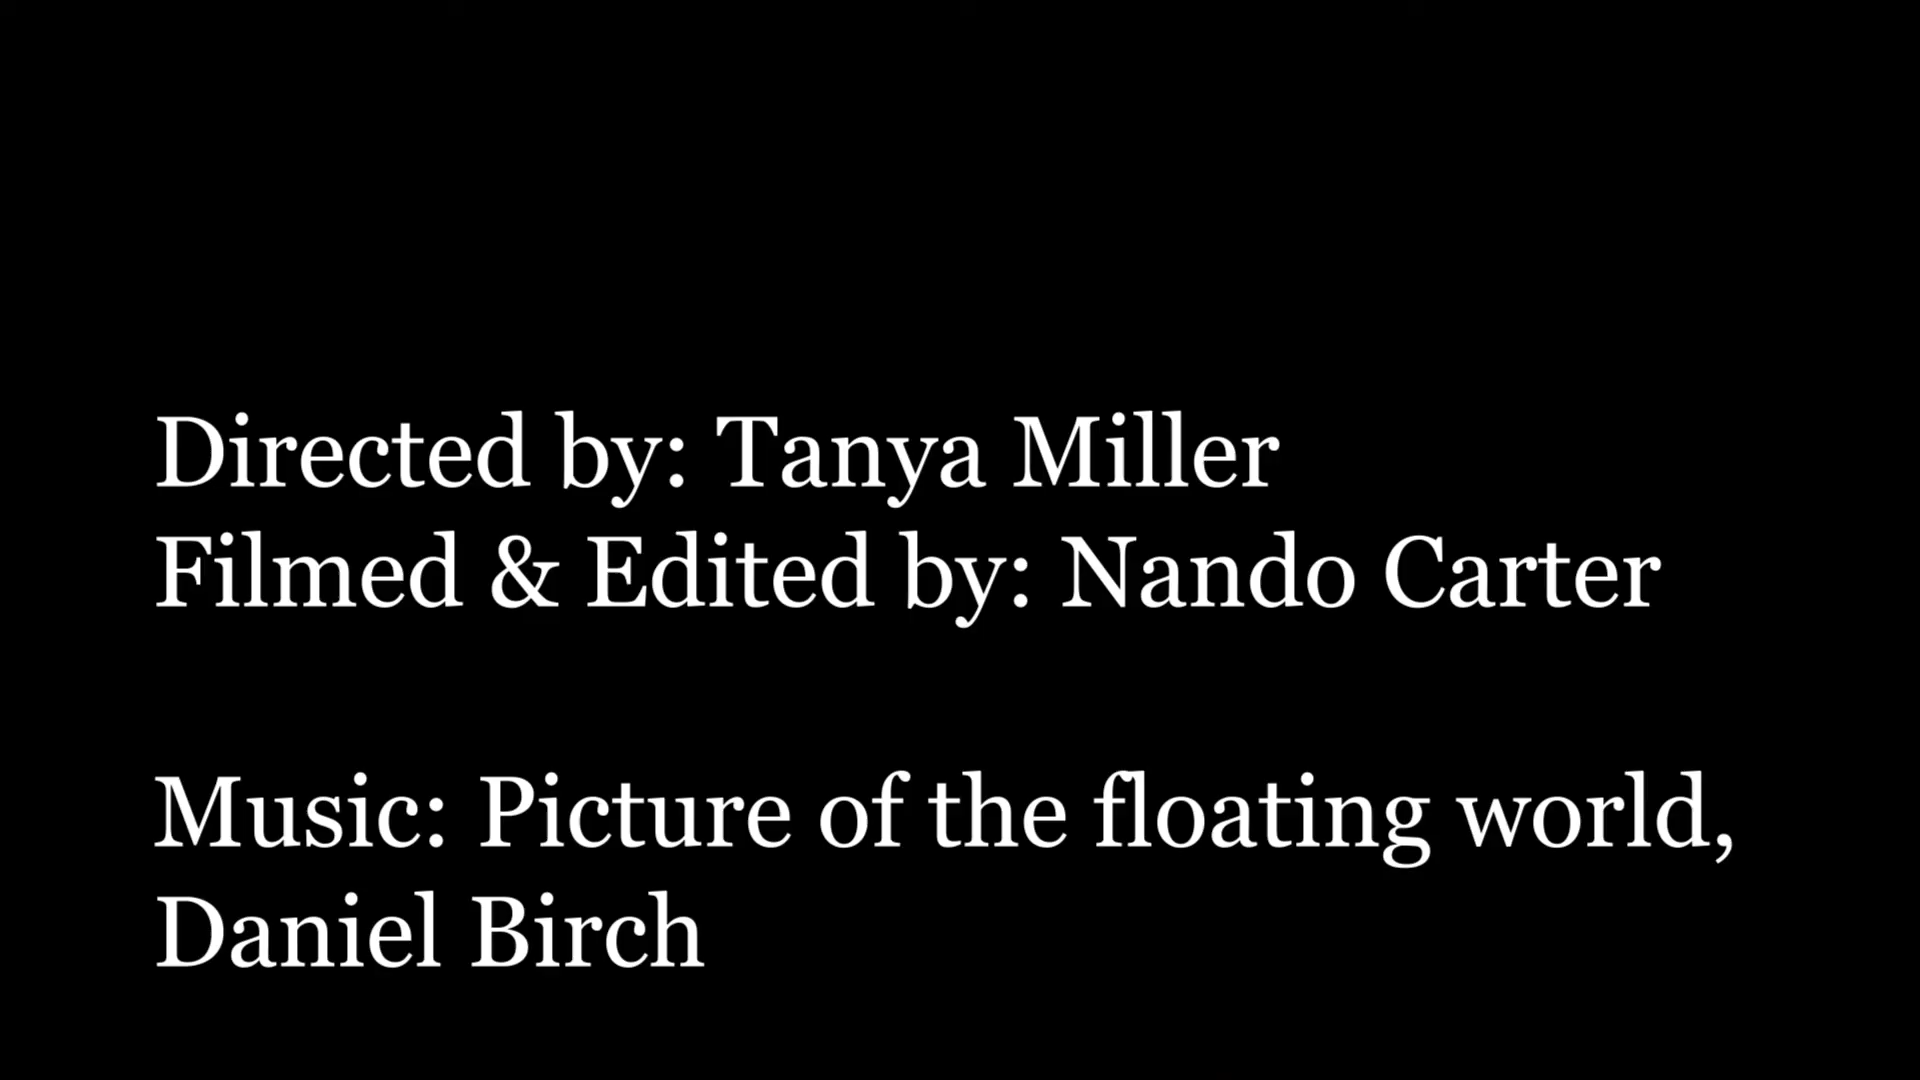 Directed by: Tanya Miller
Filmed & Edited by: Nando Carter
Music: Picture of the floating world,
Daniel Birch